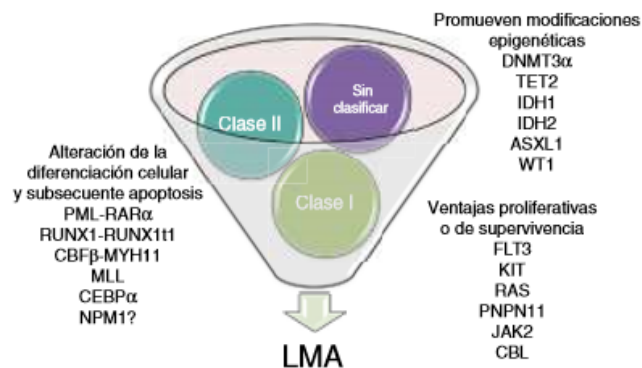 Promueven modificaciones
epigenéticas
DNMT3α
TET2
IDH1
IDH2
ASXL1
WT1
Sin
clasificar
Clase II
Clase I
Alteración de la
diferenciación celular
y subsecuente apoptosis
PML-RARα
RUNX1-RUNX1t1
CBFβ-MYH11
MLL
CEBPα
NPM1?
Ventajas proliferativas
o de supervivencia
FLT3
KIT
RAS
PNPN11
JAK2
CBL
LMA